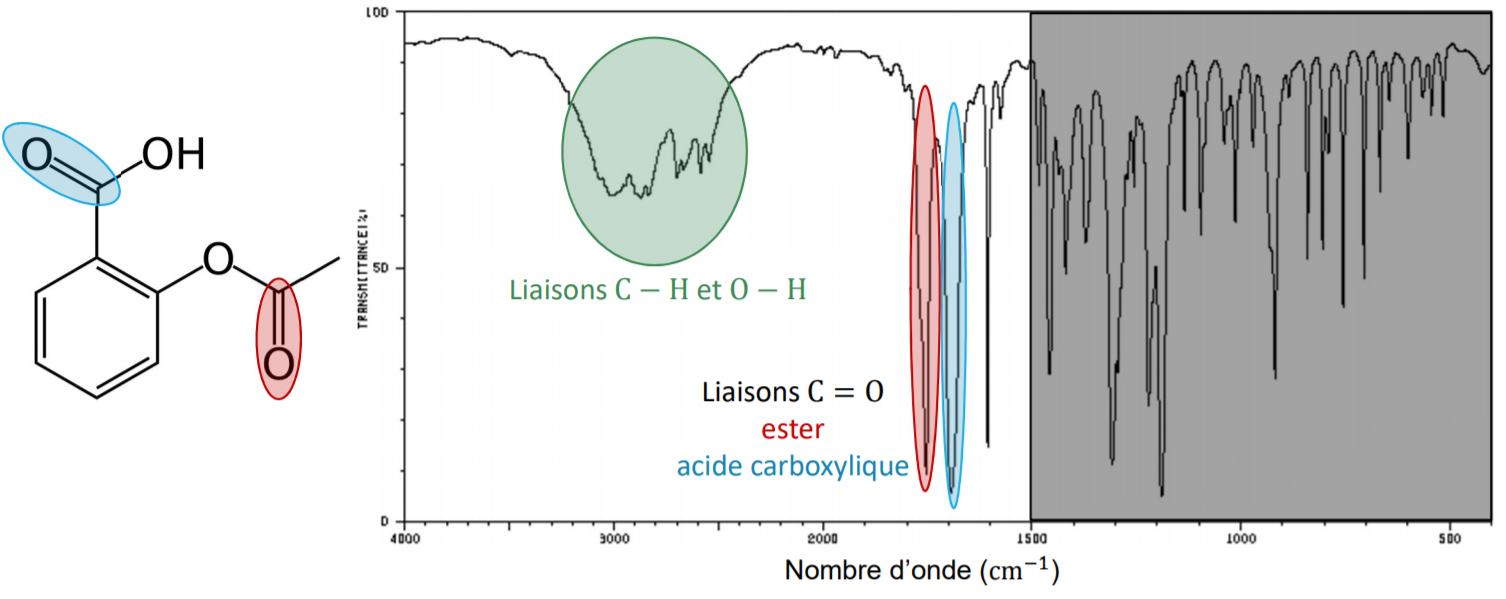 O
OH
O
O
100
50
0
TRANSMITTANCE(%)
Liaisons C − H et O − H
Liaisons C = O
ester
acide carboxylique
4000 3000 2000 1500 1000 500
Nombre d’onde (cm⁻¹)